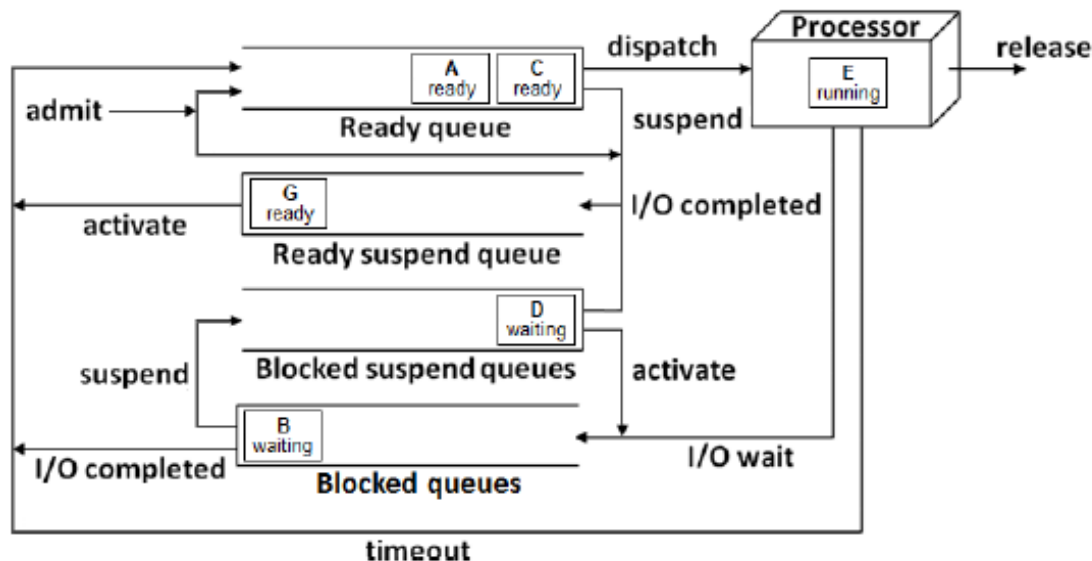 Processor
dispatch
release
A
ready
C
ready
E
running
admit
suspend
Ready queue
G
ready
I/O completed
activate
Ready suspend queue
D
waiting
suspend
Blocked suspend queues
activate
B
waiting
I/O completed
I/O wait
Blocked queues
timeout